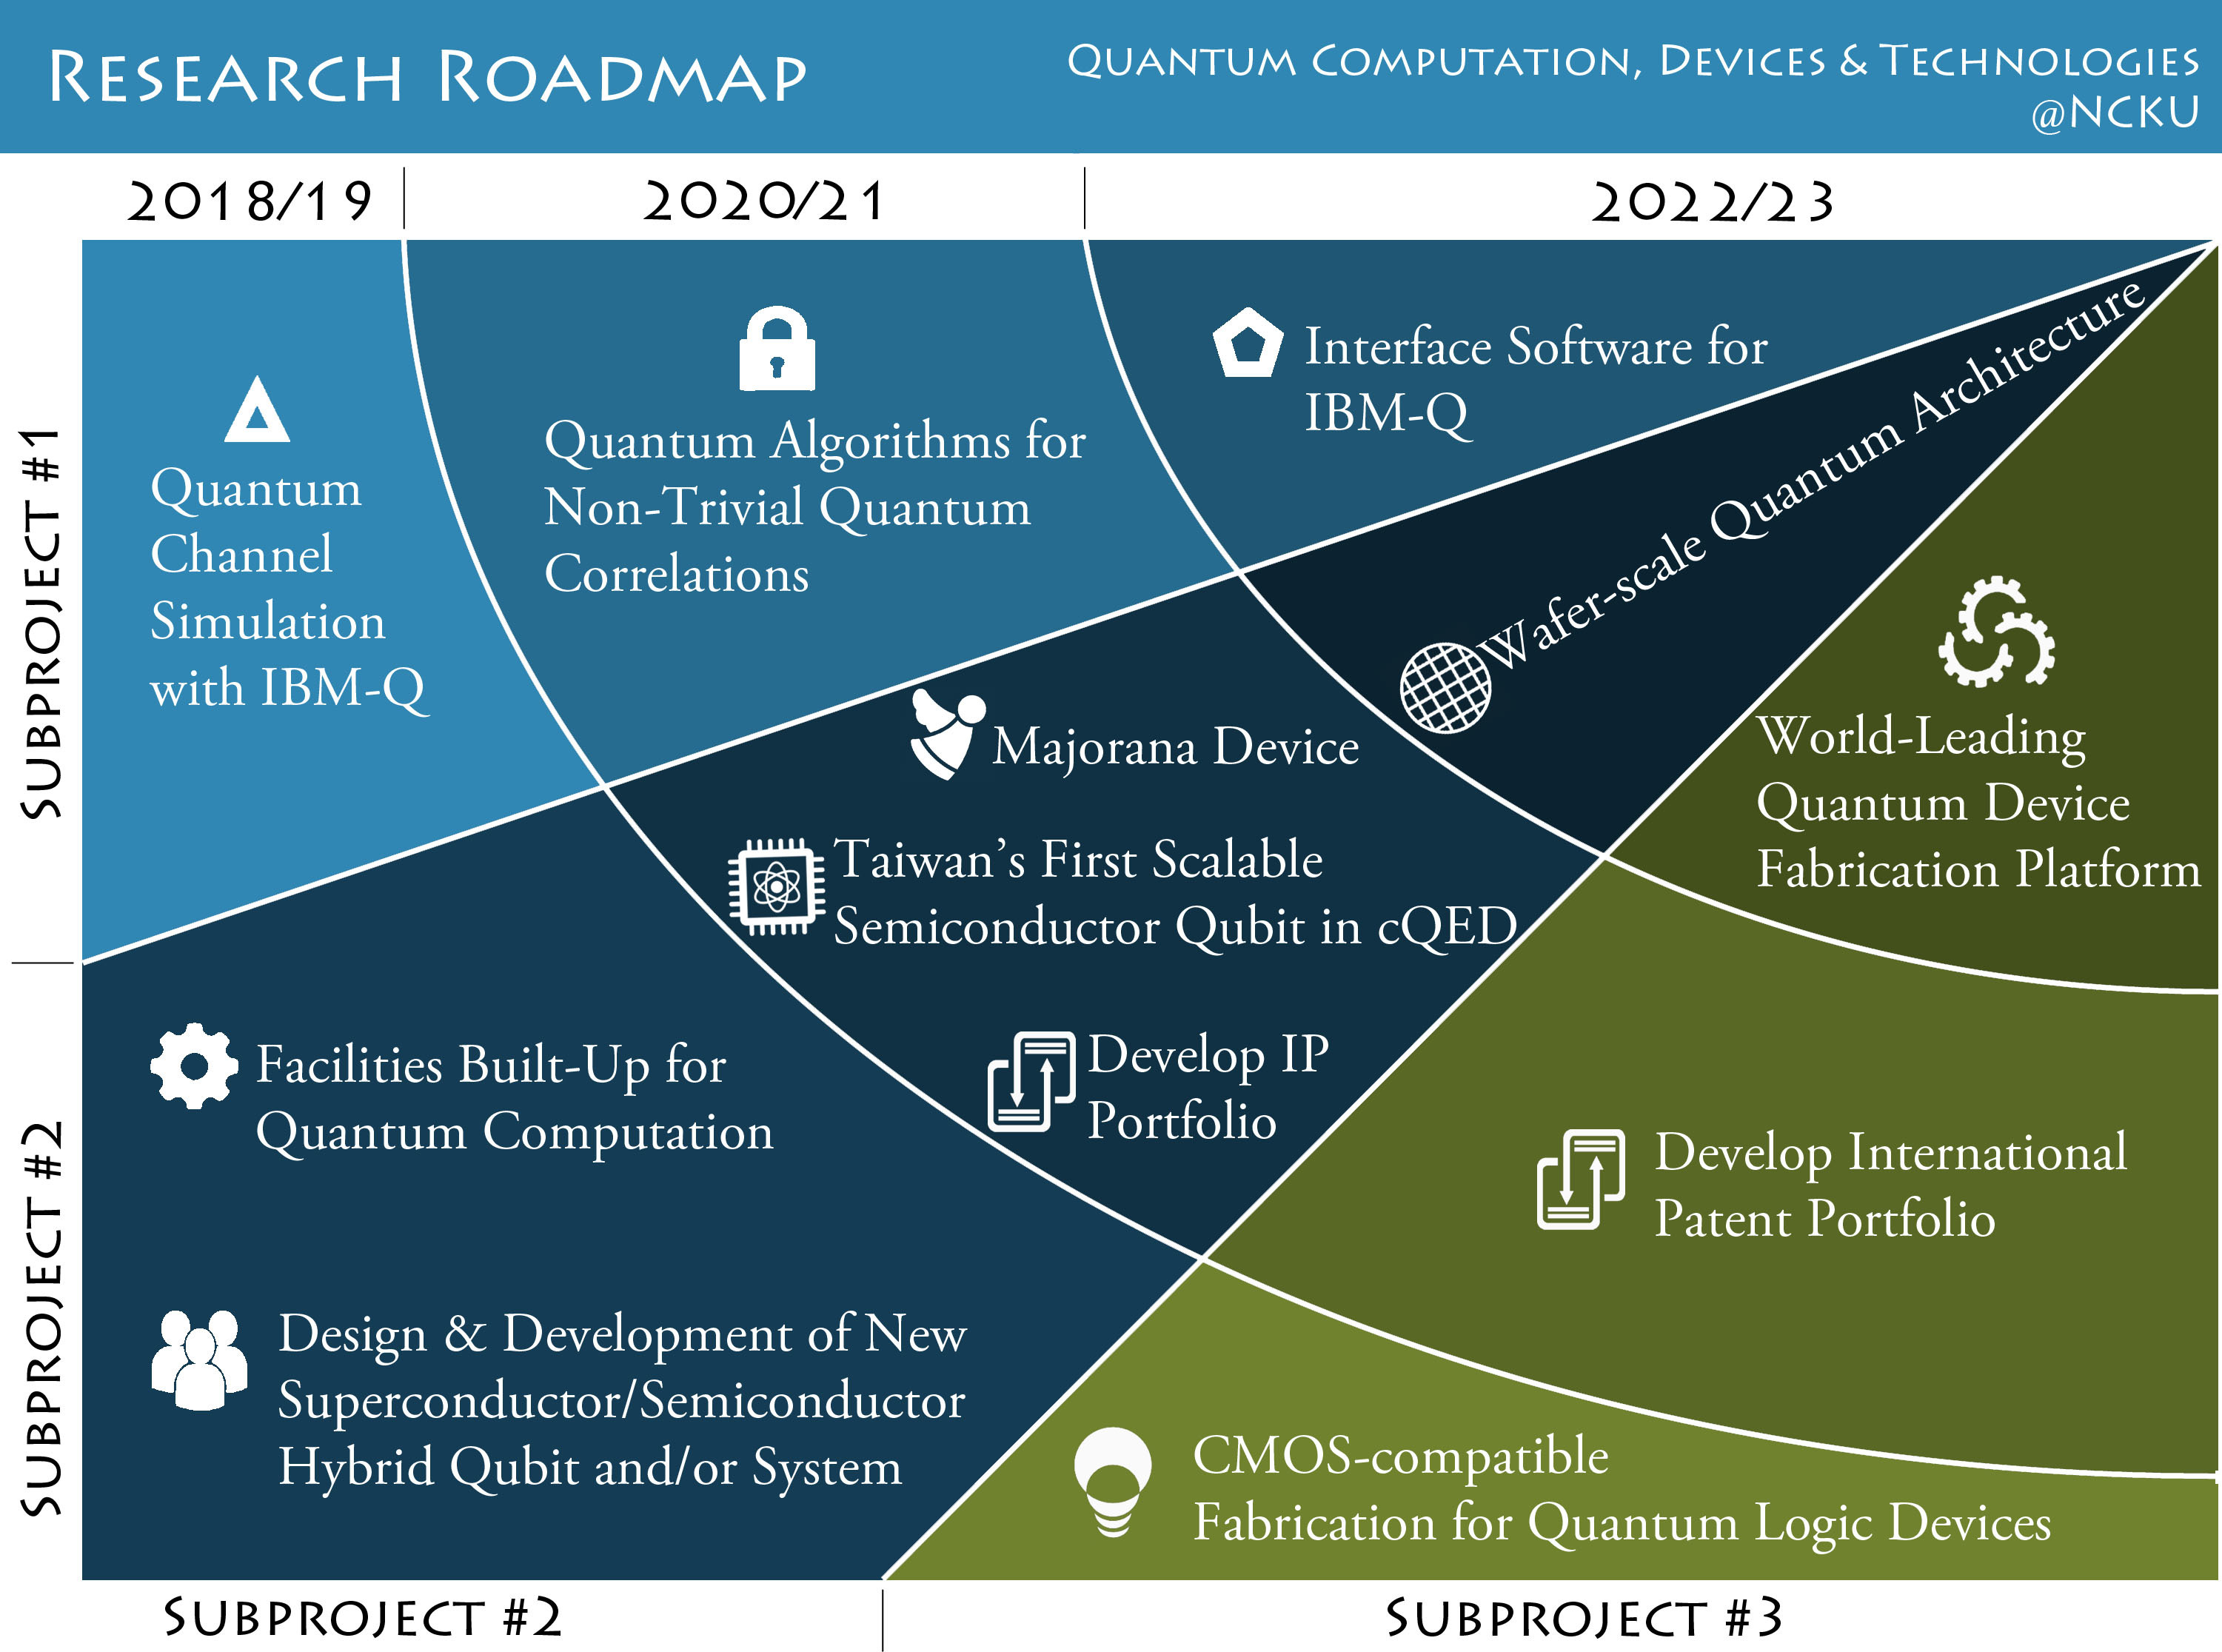 Research Roadmap
Quantum Computation, Devices & Technologies
@NCKU
2018/19
2020/21
2022/23
Subproject #1
Quantum
Channel
Simulation
with IBM-Q
Quantum Algorithms for
Non-Trivial Quantum
Correlations
Interface Software for
IBM-Q
Wafer-scale Quantum Architecture
World-Leading
Quantum Device
Fabrication Platform
Majorana Device
Taiwan’s First Scalable
Semiconductor Qubit in cQED
Develop IP
Portfolio
Subproject #2
Facilities Built-Up for
Quantum Computation
Develop International
Patent Portfolio
Design & Development of New
Superconductor/Semiconductor
Hybrid Qubit and/or System
CMOS-compatible
Fabrication for Quantum Logic Devices
Subproject #2
Subproject #3